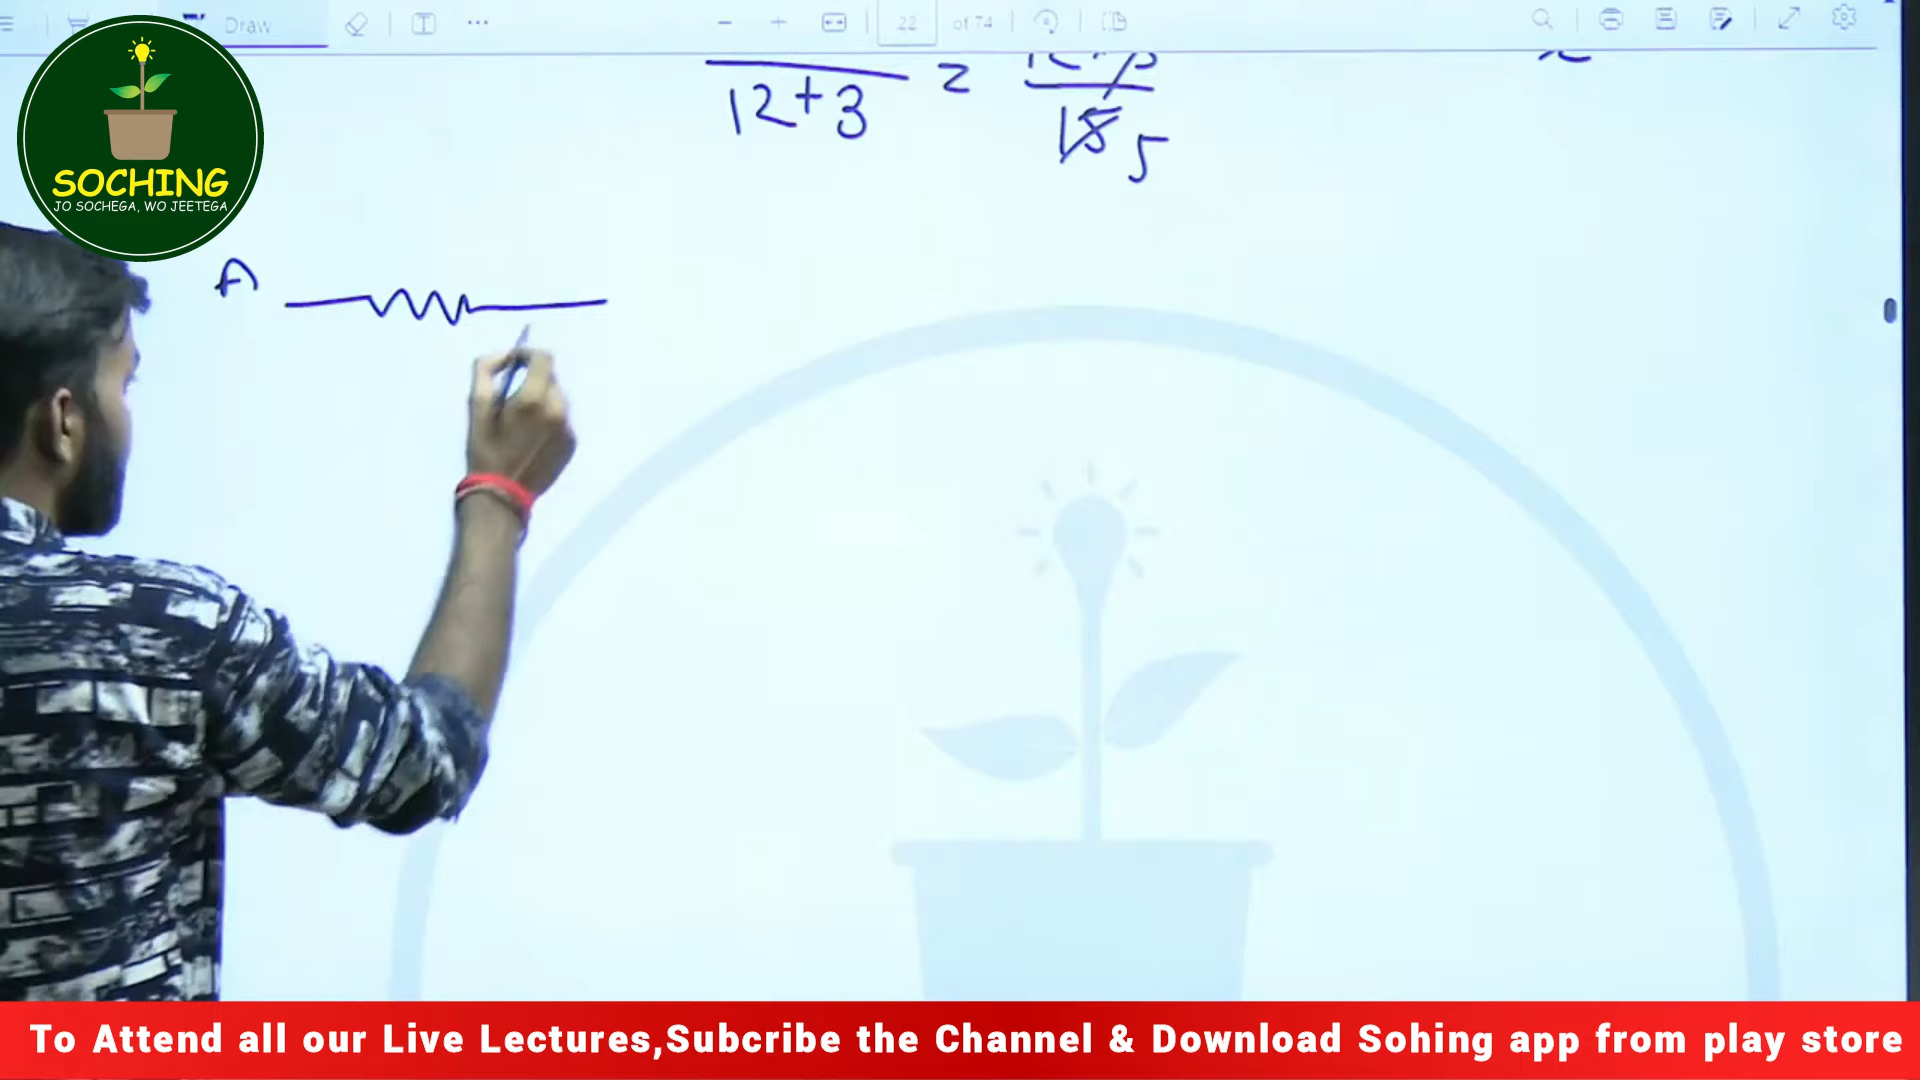 Draw
22 of 74
12+3 = 15 5
SOCHING
JO SOCHEGA, WO JEETEGA
A
To Attend all our Live Lectures,Subcribe the Channel & Download Sohing app from play store